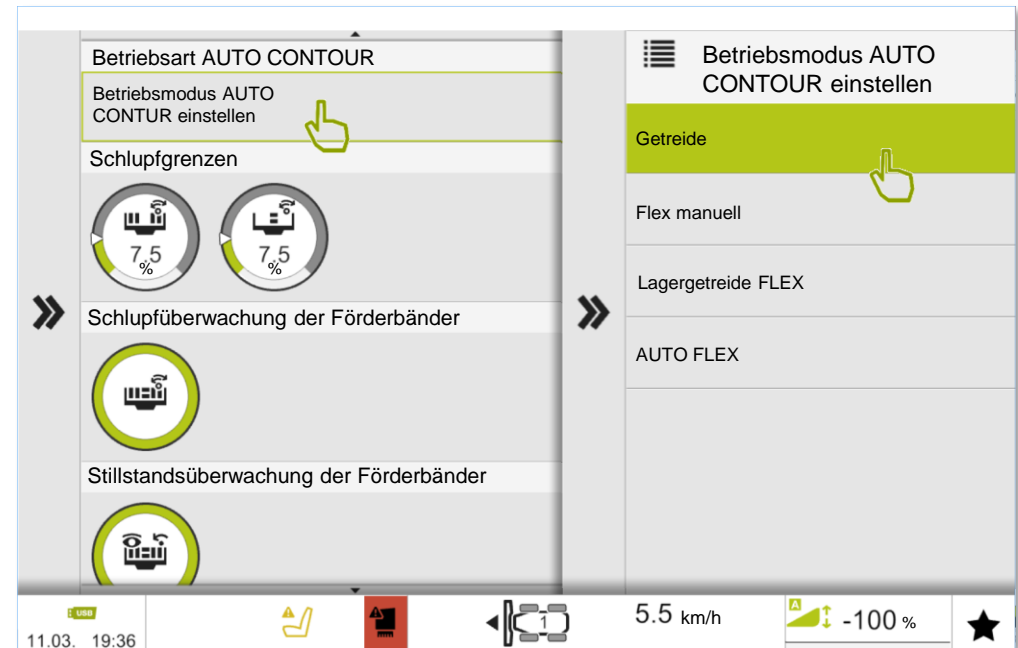 Betriebsart AUTO CONTOUR
Betriebsmodus AUTO
CONTUR einstellen
Schlupfgrenzen
7,5
%
7,5
%
Schlupfüberwachung der Förderbänder
Stillstandsüberwachung der Förderbänder
Betriebsmodus AUTO
CONTOUR einstellen
Getreide
Flex manuell
Lagergetreide FLEX
AUTO FLEX
USB
11.03. 19:36
1
5.5 km/h
A
-100 %